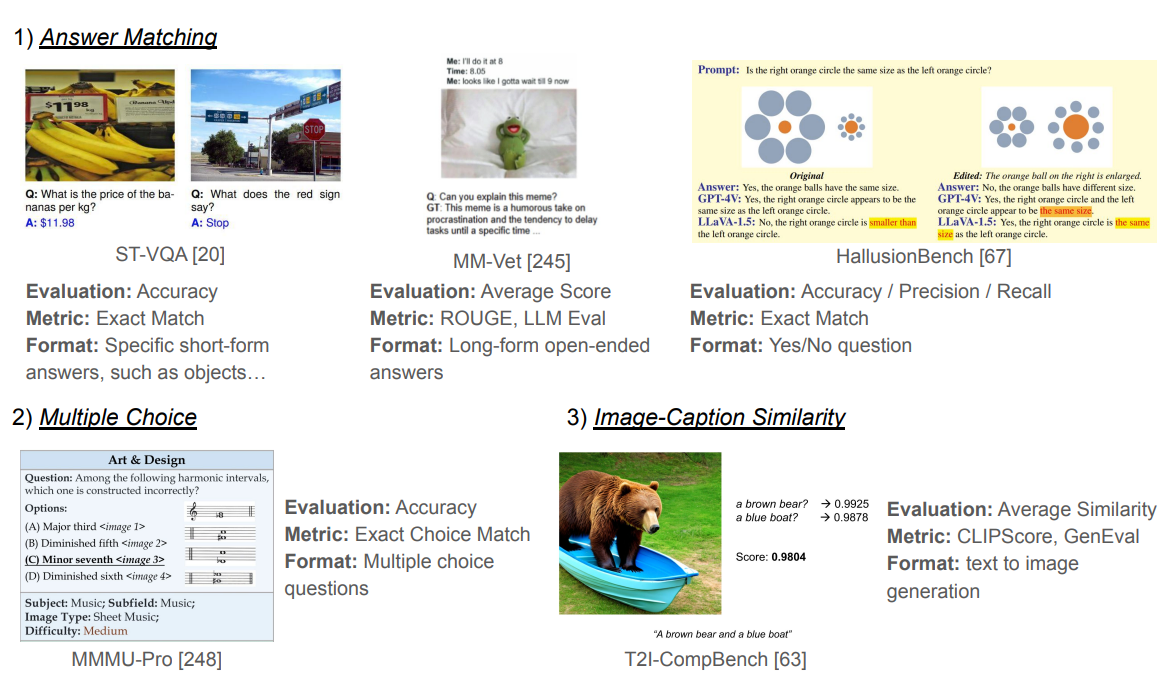 1) Answer Matching
$11.98
kg
STOP
Q: What is the price of the ba-
nanas per kg?
A: $11.98
Q: What does the red sign
say?
A: Stop
ST-VQA [20]
Evaluation: Accuracy
Metric: Exact Match
Format: Specific short-form
answers, such as objects…
Me: I'll do it at 8
Time: 8.05
Me: looks like I gotta wait till 9 now
Q: Can you explain this meme?
GT: This meme is a humorous take on
procrastination and the tendency to delay
tasks until a specific time ...
MM-Vet [245]
Evaluation: Average Score
Metric: ROUGE, LLM Eval
Format: Long-form open-ended
answers
Prompt: Is the right orange circle the same size as the left orange circle?
Original
Answer: Yes, the orange balls have the same size.
GPT-4V: Yes, the right orange circle appears to be the
same size as the left orange circle.
LLaVA-1.5: No, the right orange circle is smaller than
the left orange circle.
Edited: The orange ball on the right is enlarged.
Answer: No, the orange balls have different size.
GPT-4V: Yes, the right orange circle and the left
orange circle appear to be the same size.
LLaVA-1.5: Yes, the right orange circle is the same
size as the left orange circle.
HallusionBench [67]
Evaluation: Accuracy / Precision / Recall
Metric: Exact Match
Format: Yes/No question
2) Multiple Choice
Art & Design
Question: Among the following harmonic intervals,
which one is constructed incorrectly?
Options:
(A) Major third <image 1>
(B) Diminished fifth <image 2>
(C) Minor seventh <image 3>
(D) Diminished sixth <image 4>
Subject: Music; Subfield: Music;
Image Type: Sheet Music;
Difficulty: Medium
MMMU-Pro [248]
Evaluation: Accuracy
Metric: Exact Choice Match
Format: Multiple choice
questions
3) Image-Caption Similarity
a brown bear? → 0.9925
a blue boat? → 0.9878
Score: 0.9804
"A brown bear and a blue boat"
T2I-CompBench [63]
Evaluation: Average Similarity
Metric: CLIPScore, GenEval
Format: text to image
generation